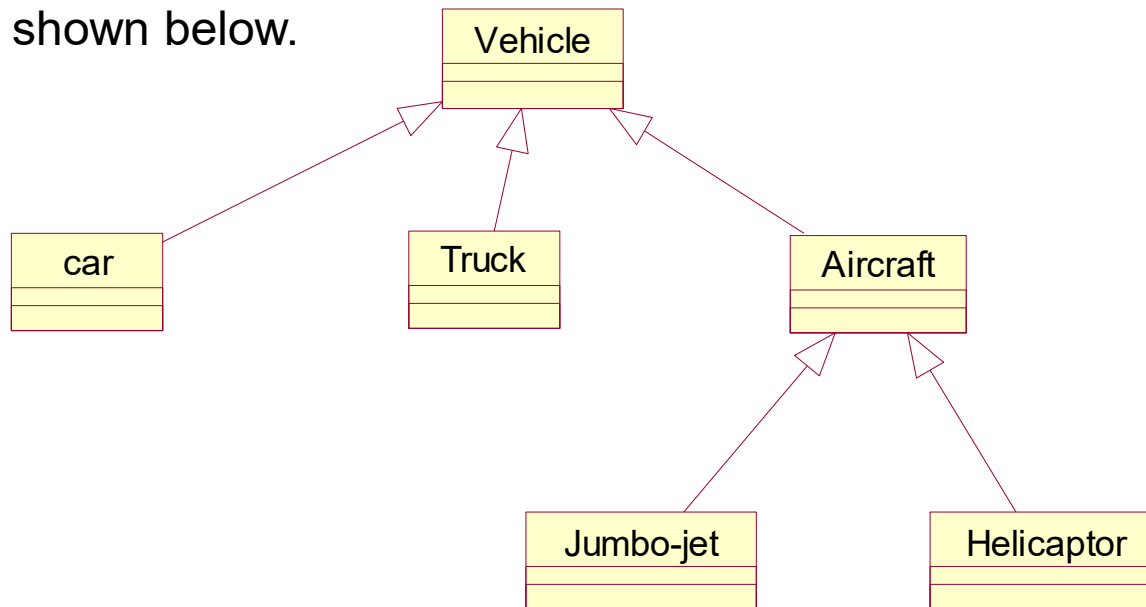 shown below.
Vehicle
car
Truck
Aircraft
Jumbo-jet
Helicaptor